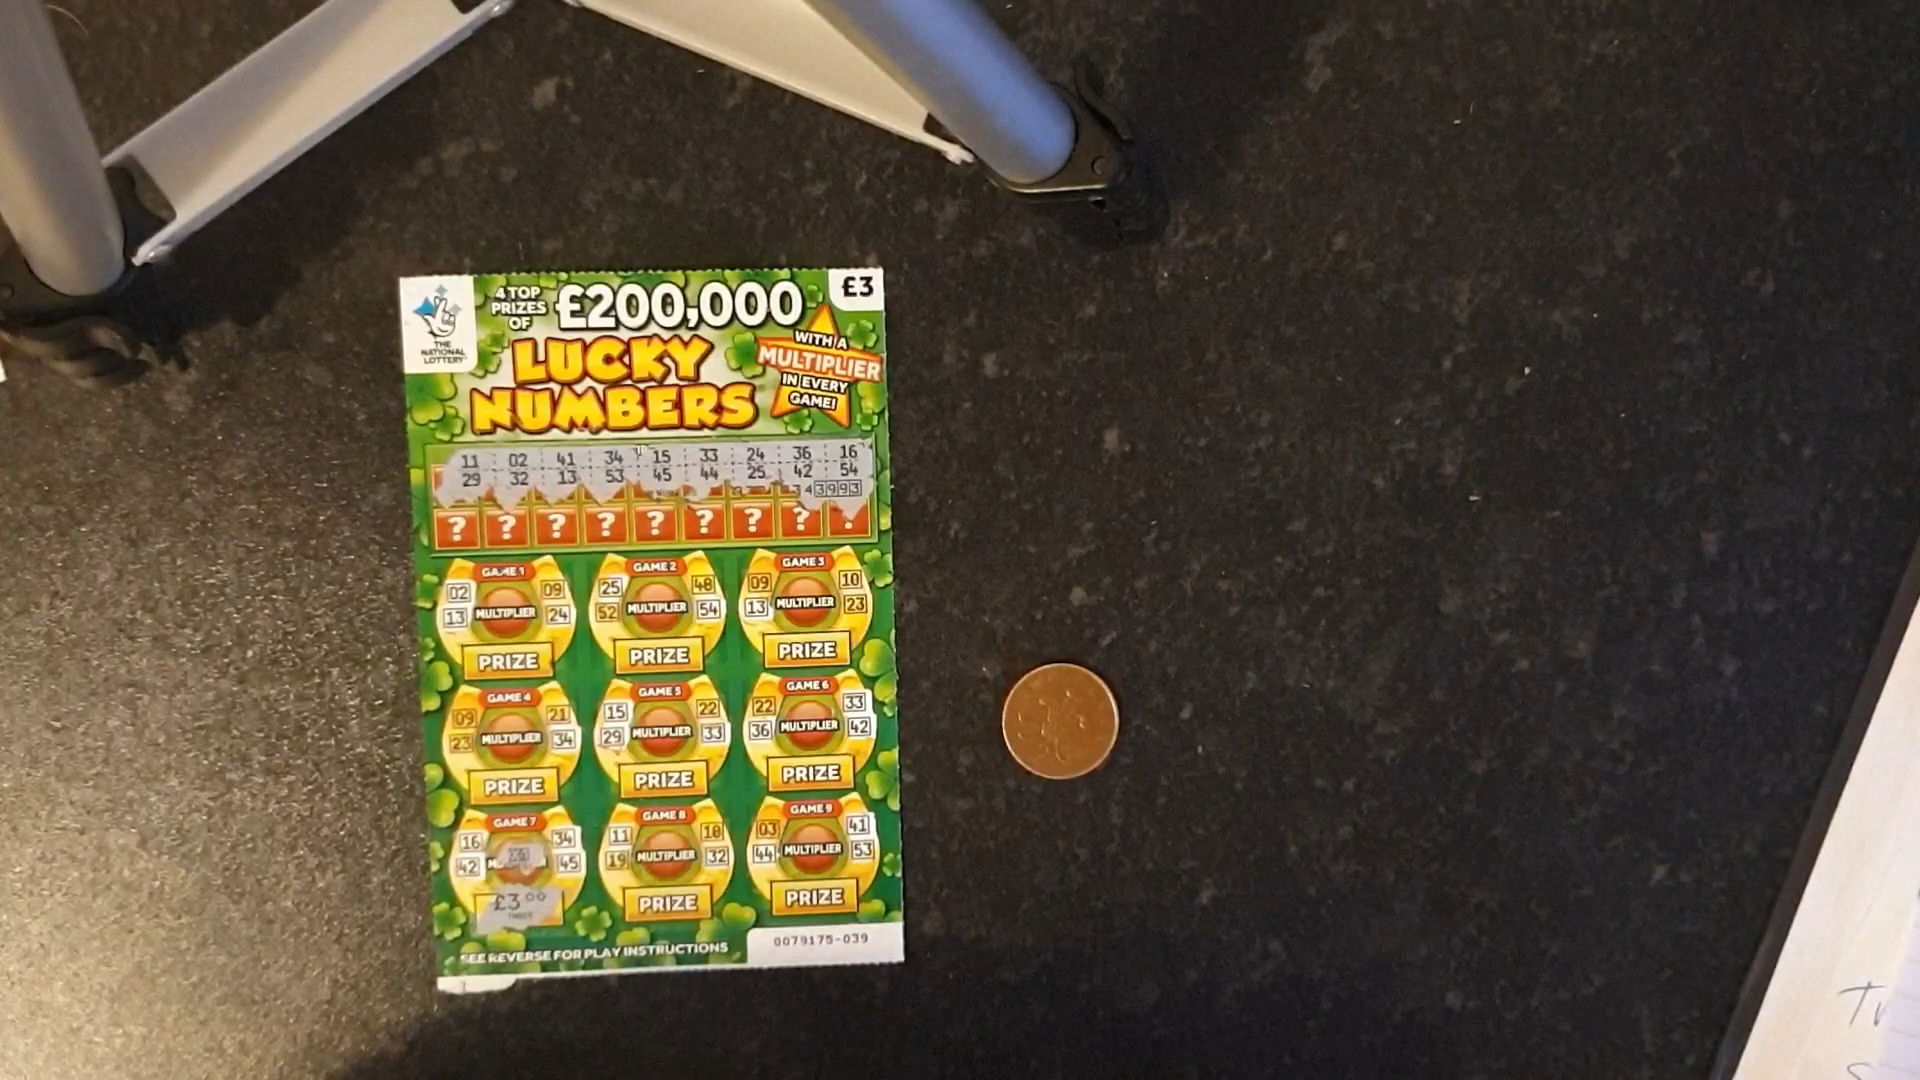 4 TOP PRIZES OF £200,000
£3
THE NATIONAL LOTTERY
LUCKY NUMBERS
WITH A MULTIPLIER IN EVERY GAME!
11 02 41 34 15 33 24 36 16
29 32 13 53 45 44 25 42 54
3993
? ? ? ? ? ? ? ? ?
GAME 1 GAME 2 GAME 3
02 09 25 48 09 10
MULTIPLIER MULTIPLIER MULTIPLIER
13 24 52 54 13 23
PRIZE PRIZE PRIZE
GAME 4 GAME 5 GAME 6
09 21 15 22 22 33
MULTIPLIER MULTIPLIER MULTIPLIER
23 34 29 33 36 42
PRIZE PRIZE PRIZE
GAME 7 GAME 8 GAME 9
16 34 11 18 03 41
MULTIPLIER MULTIPLIER
42 45 19 32 44 53
£3.00 PRIZE PRIZE
SEE REVERSE FOR PLAY INSTRUCTIONS
0079175-039